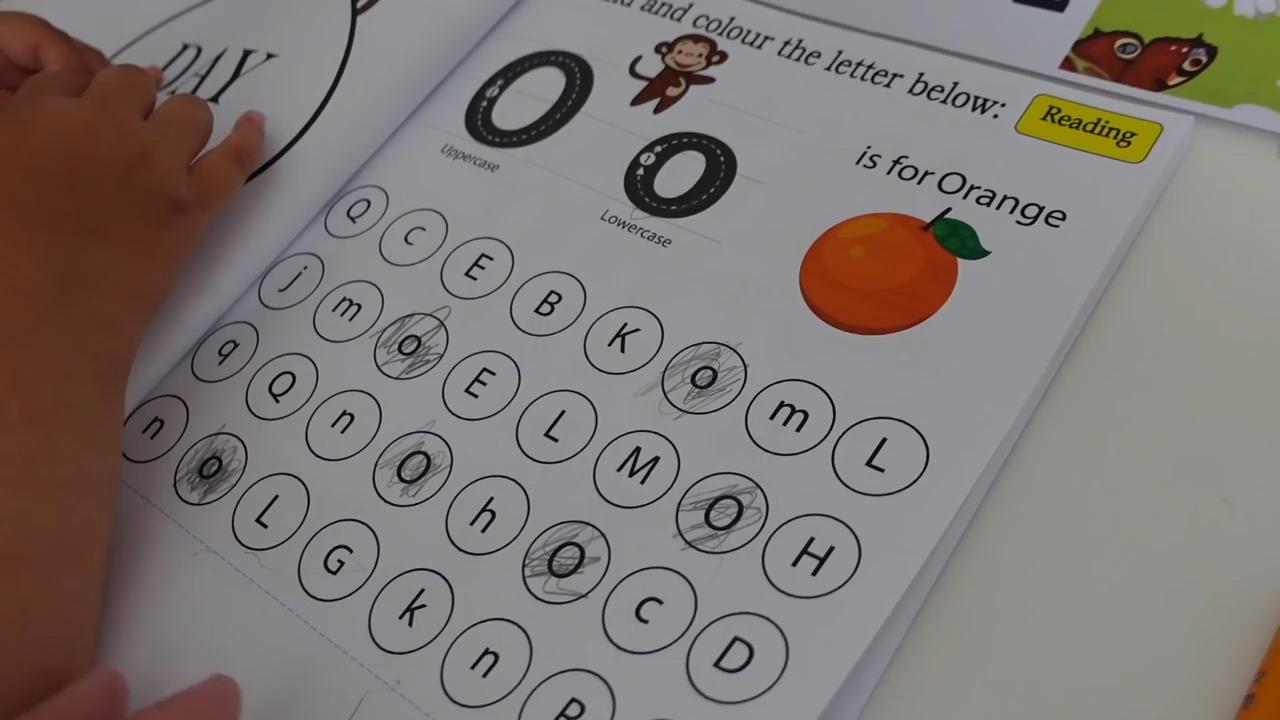 DAY
and colour the letter below:
Reading
O
o
Uppercase
Lowercase
is for Orange
Q C E B K o m L
j m o E L M O H
q Q n O h O c D
n o L G k n